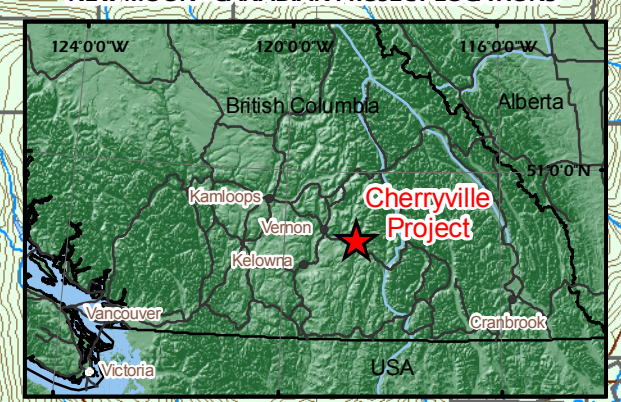 124°0'0"W 120°0'0"W 116°0'0"W
British Columbia
Alberta
51°0'0"N
Kamloops
Cherryville
Project
Vernon
Kelowna
Vancouver
Cranbrook
Victoria
USA